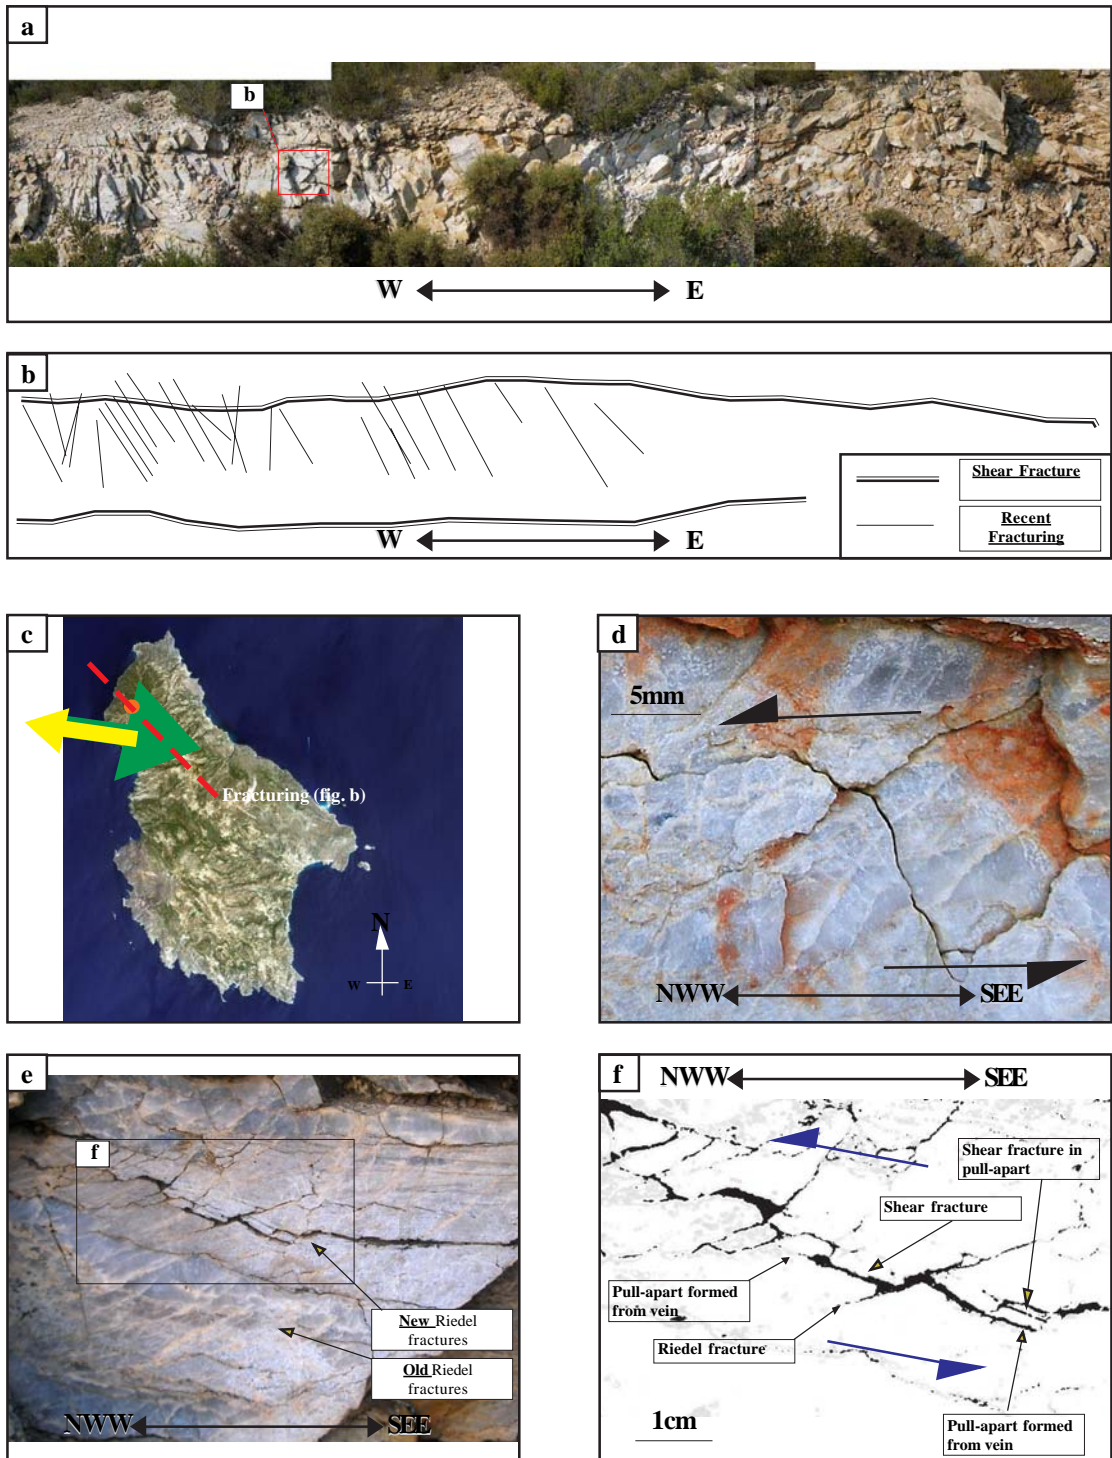 a
b
W E
b
Shear Fracture
Recent
Fracturing
W E
c
Fracturing (fig. b)
N
W E
d
5mm
NWW SEE
e
f
New Riedel
fractures
Old Riedel
fractures
NWW SEE
f
NWW SEE
Shear fracture in
pull-apart
Shear fracture
Pull-apart formed
from vein
Riedel fracture
Pull-apart formed
from vein
1cm